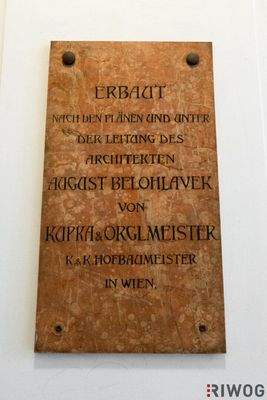 ERBAUT
NACH DEN PLÄNEN UND UNTER
DER LEITUNG DES
ARCHITEKTEN
AUGUST BELOHLAVEK
VON
KUPKA & ORGLMEISTER
K. & K. HOFBAUMEISTER
IN WIEN.
RIWOG